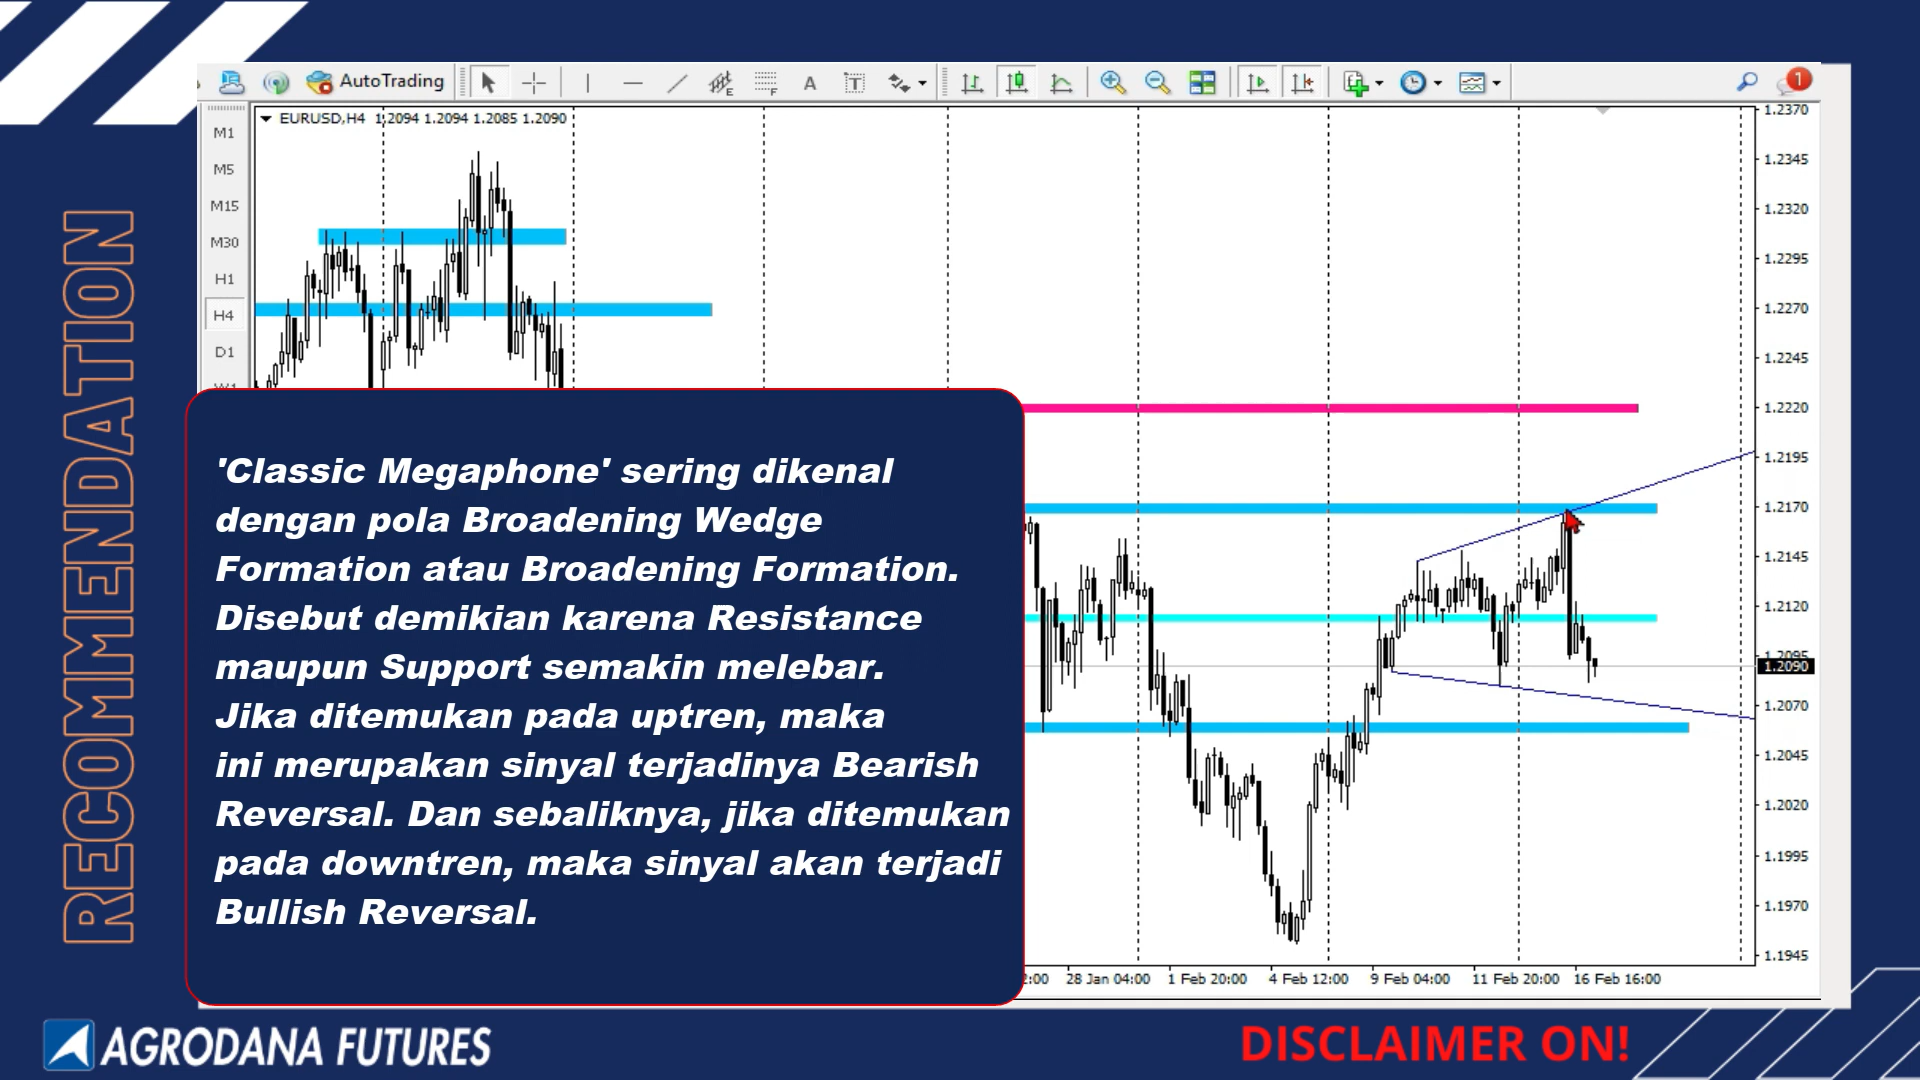 AutoTrading
E
F
A
T
1
EURUSD,H4 1.2094 1.2094 1.2085 1.2090
M1
M5
M15
M30
H1
H4
D1
W1
1.2370
1.2345
1.2320
1.2295
1.2270
1.2245
1.2220
1.2195
1.2170
1.2145
1.2120
1.2095
1.2090
1.2070
1.2045
1.2020
1.1995
1.1970
1.1945
RECOMMENDATION
'Classic Megaphone' sering dikenal
dengan pola Broadening Wedge
Formation atau Broadening Formation.
Disebut demikian karena Resistance
maupun Support semakin melebar.
Jika ditemukan pada uptren, maka
ini merupakan sinyal terjadinya Bearish
Reversal. Dan sebaliknya, jika ditemukan
pada downtren, maka sinyal akan terjadi
Bullish Reversal.
2:00 28 Jan 04:00 1 Feb 20:00 4 Feb 12:00 9 Feb 04:00 11 Feb 20:00 16 Feb 16:00
AGRODANA FUTURES
DISCLAIMER ON!